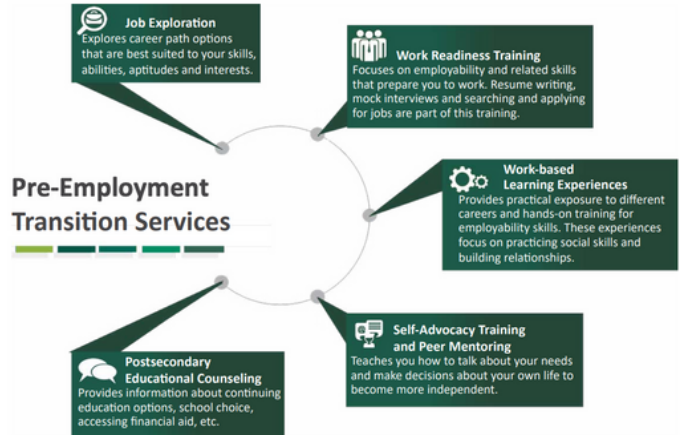 Job Exploration
Explores career path options
that are best suited to your skills,
abilities, aptitudes and interests.
Work Readiness Training
Focuses on employability and related skills
that prepare you to work. Resume writing,
mock interviews and searching and applying
for jobs are part of this training.
Pre-Employment
Transition Services
Work-based
Learning Experiences
Provides practical exposure to different
careers and hands-on training for
employability skills. These experiences
focus on practicing social skills and
building relationships.
Self-Advocacy Training
and Peer Mentoring
Teaches you how to talk about your needs
and make decisions about your own life to
become more independent.
Postsecondary
Educational Counseling
Provides information about continuing
education options, school choice,
accessing financial aid, etc.